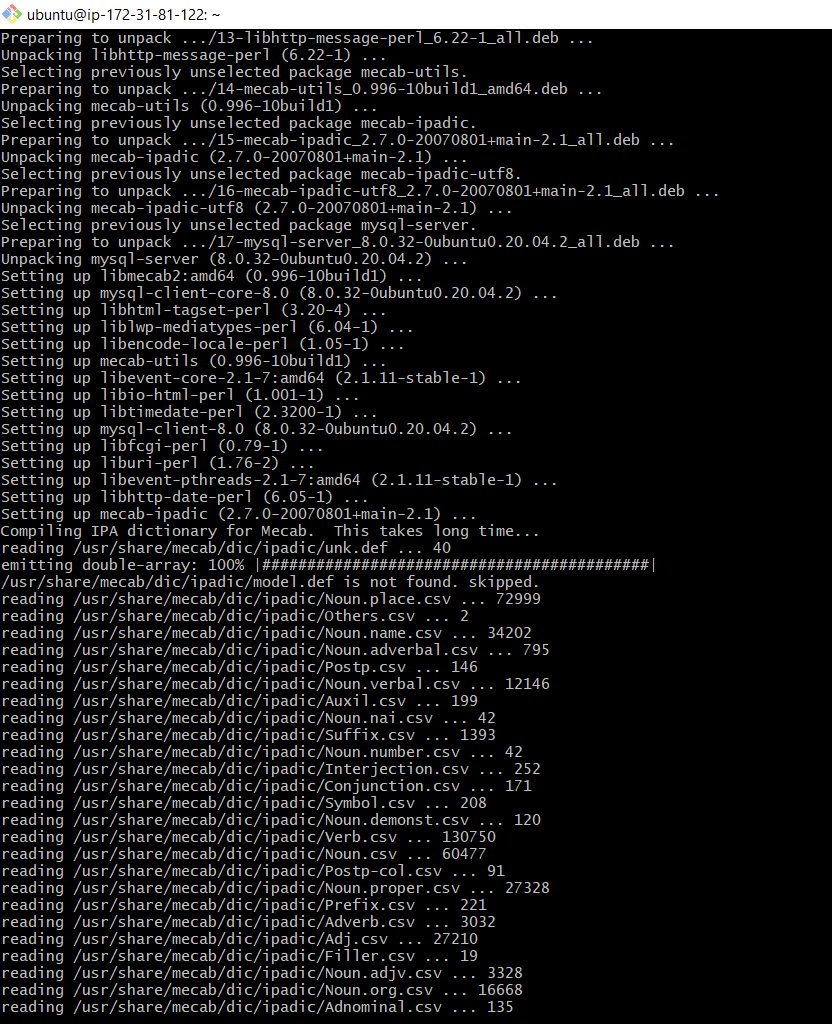 ubuntu@ip-172-31-81-122: ~
Preparing to unpack .../13-libhttp-message-perl_6.22-1_all.deb ...
Unpacking libhttp-message-perl (6.22-1) ...
Selecting previously unselected package mecab-utils.
Preparing to unpack .../14-mecab-utils_0.996-10build1_amd64.deb ...
Unpacking mecab-utils (0.996-10build1) ...
Selecting previously unselected package mecab-ipadic.
Preparing to unpack .../15-mecab-ipadic_2.7.0-20070801+main-2.1_all.deb ...
Unpacking mecab-ipadic (2.7.0-20070801+main-2.1) ...
Selecting previously unselected package mecab-ipadic-utf8.
Preparing to unpack .../16-mecab-ipadic-utf8_2.7.0-20070801+main-2.1_all.deb ...
Unpacking mecab-ipadic-utf8 (2.7.0-20070801+main-2.1) ...
Selecting previously unselected package mysql-server.
Preparing to unpack .../17-mysql-server_8.0.32-0ubuntu0.20.04.2_all.deb ...
Unpacking mysql-server (8.0.32-0ubuntu0.20.04.2) ...
Setting up libmecab2:amd64 (0.996-10build1) ...
Setting up mysql-client-core-8.0 (8.0.32-0ubuntu0.20.04.2) ...
Setting up libhtml-tagset-perl (3.20-4) ...
Setting up liblwp-mediatypes-perl (6.04-1) ...
Setting up libencode-locale-perl (1.05-1) ...
Setting up mecab-utils (0.996-10build1) ...
Setting up libevent-core-2.1-7:amd64 (2.1.11-stable-1) ...
Setting up libio-html-perl (1.001-1) ...
Setting up libtimedate-perl (2.3200-1) ...
Setting up mysql-client-8.0 (8.0.32-0ubuntu0.20.04.2) ...
Setting up libfcgi-perl (0.79-1) ...
Setting up liburi-perl (1.76-2) ...
Setting up libevent-pthreads-2.1-7:amd64 (2.1.11-stable-1) ...
Setting up libhttp-date-perl (6.05-1) ...
Setting up mecab-ipadic (2.7.0-20070801+main-2.1) ...
Compiling IPA dictionary for Mecab.  This takes long time...
reading /usr/share/mecab/dic/ipadic/unk.def ... 40
emitting double-array: 100% |###########################################|
/usr/share/mecab/dic/ipadic/model.def is not found. skipped.
reading /usr/share/mecab/dic/ipadic/Noun.place.csv ... 72999
reading /usr/share/mecab/dic/ipadic/Others.csv ... 2
reading /usr/share/mecab/dic/ipadic/Noun.name.csv ... 34202
reading /usr/share/mecab/dic/ipadic/Noun.adverbal.csv ... 795
reading /usr/share/mecab/dic/ipadic/Postp.csv ... 146
reading /usr/share/mecab/dic/ipadic/Noun.verbal.csv ... 12146
reading /usr/share/mecab/dic/ipadic/Auxil.csv ... 199
reading /usr/share/mecab/dic/ipadic/Noun.nai.csv ... 42
reading /usr/share/mecab/dic/ipadic/Suffix.csv ... 1393
reading /usr/share/mecab/dic/ipadic/Noun.number.csv ... 42
reading /usr/share/mecab/dic/ipadic/Interjection.csv ... 252
reading /usr/share/mecab/dic/ipadic/Conjunction.csv ... 171
reading /usr/share/mecab/dic/ipadic/Symbol.csv ... 208
reading /usr/share/mecab/dic/ipadic/Noun.demonst.csv ... 120
reading /usr/share/mecab/dic/ipadic/Verb.csv ... 130750
reading /usr/share/mecab/dic/ipadic/Noun.csv ... 60477
reading /usr/share/mecab/dic/ipadic/Postp-col.csv ... 91
reading /usr/share/mecab/dic/ipadic/Noun.proper.csv ... 27328
reading /usr/share/mecab/dic/ipadic/Prefix.csv ... 221
reading /usr/share/mecab/dic/ipadic/Adverb.csv ... 3032
reading /usr/share/mecab/dic/ipadic/Adj.csv ... 27210
reading /usr/share/mecab/dic/ipadic/Filler.csv ... 19
reading /usr/share/mecab/dic/ipadic/Noun.adjv.csv ... 3328
reading /usr/share/mecab/dic/ipadic/Noun.org.csv ... 16668
reading /usr/share/mecab/dic/ipadic/Adnominal.csv ... 135